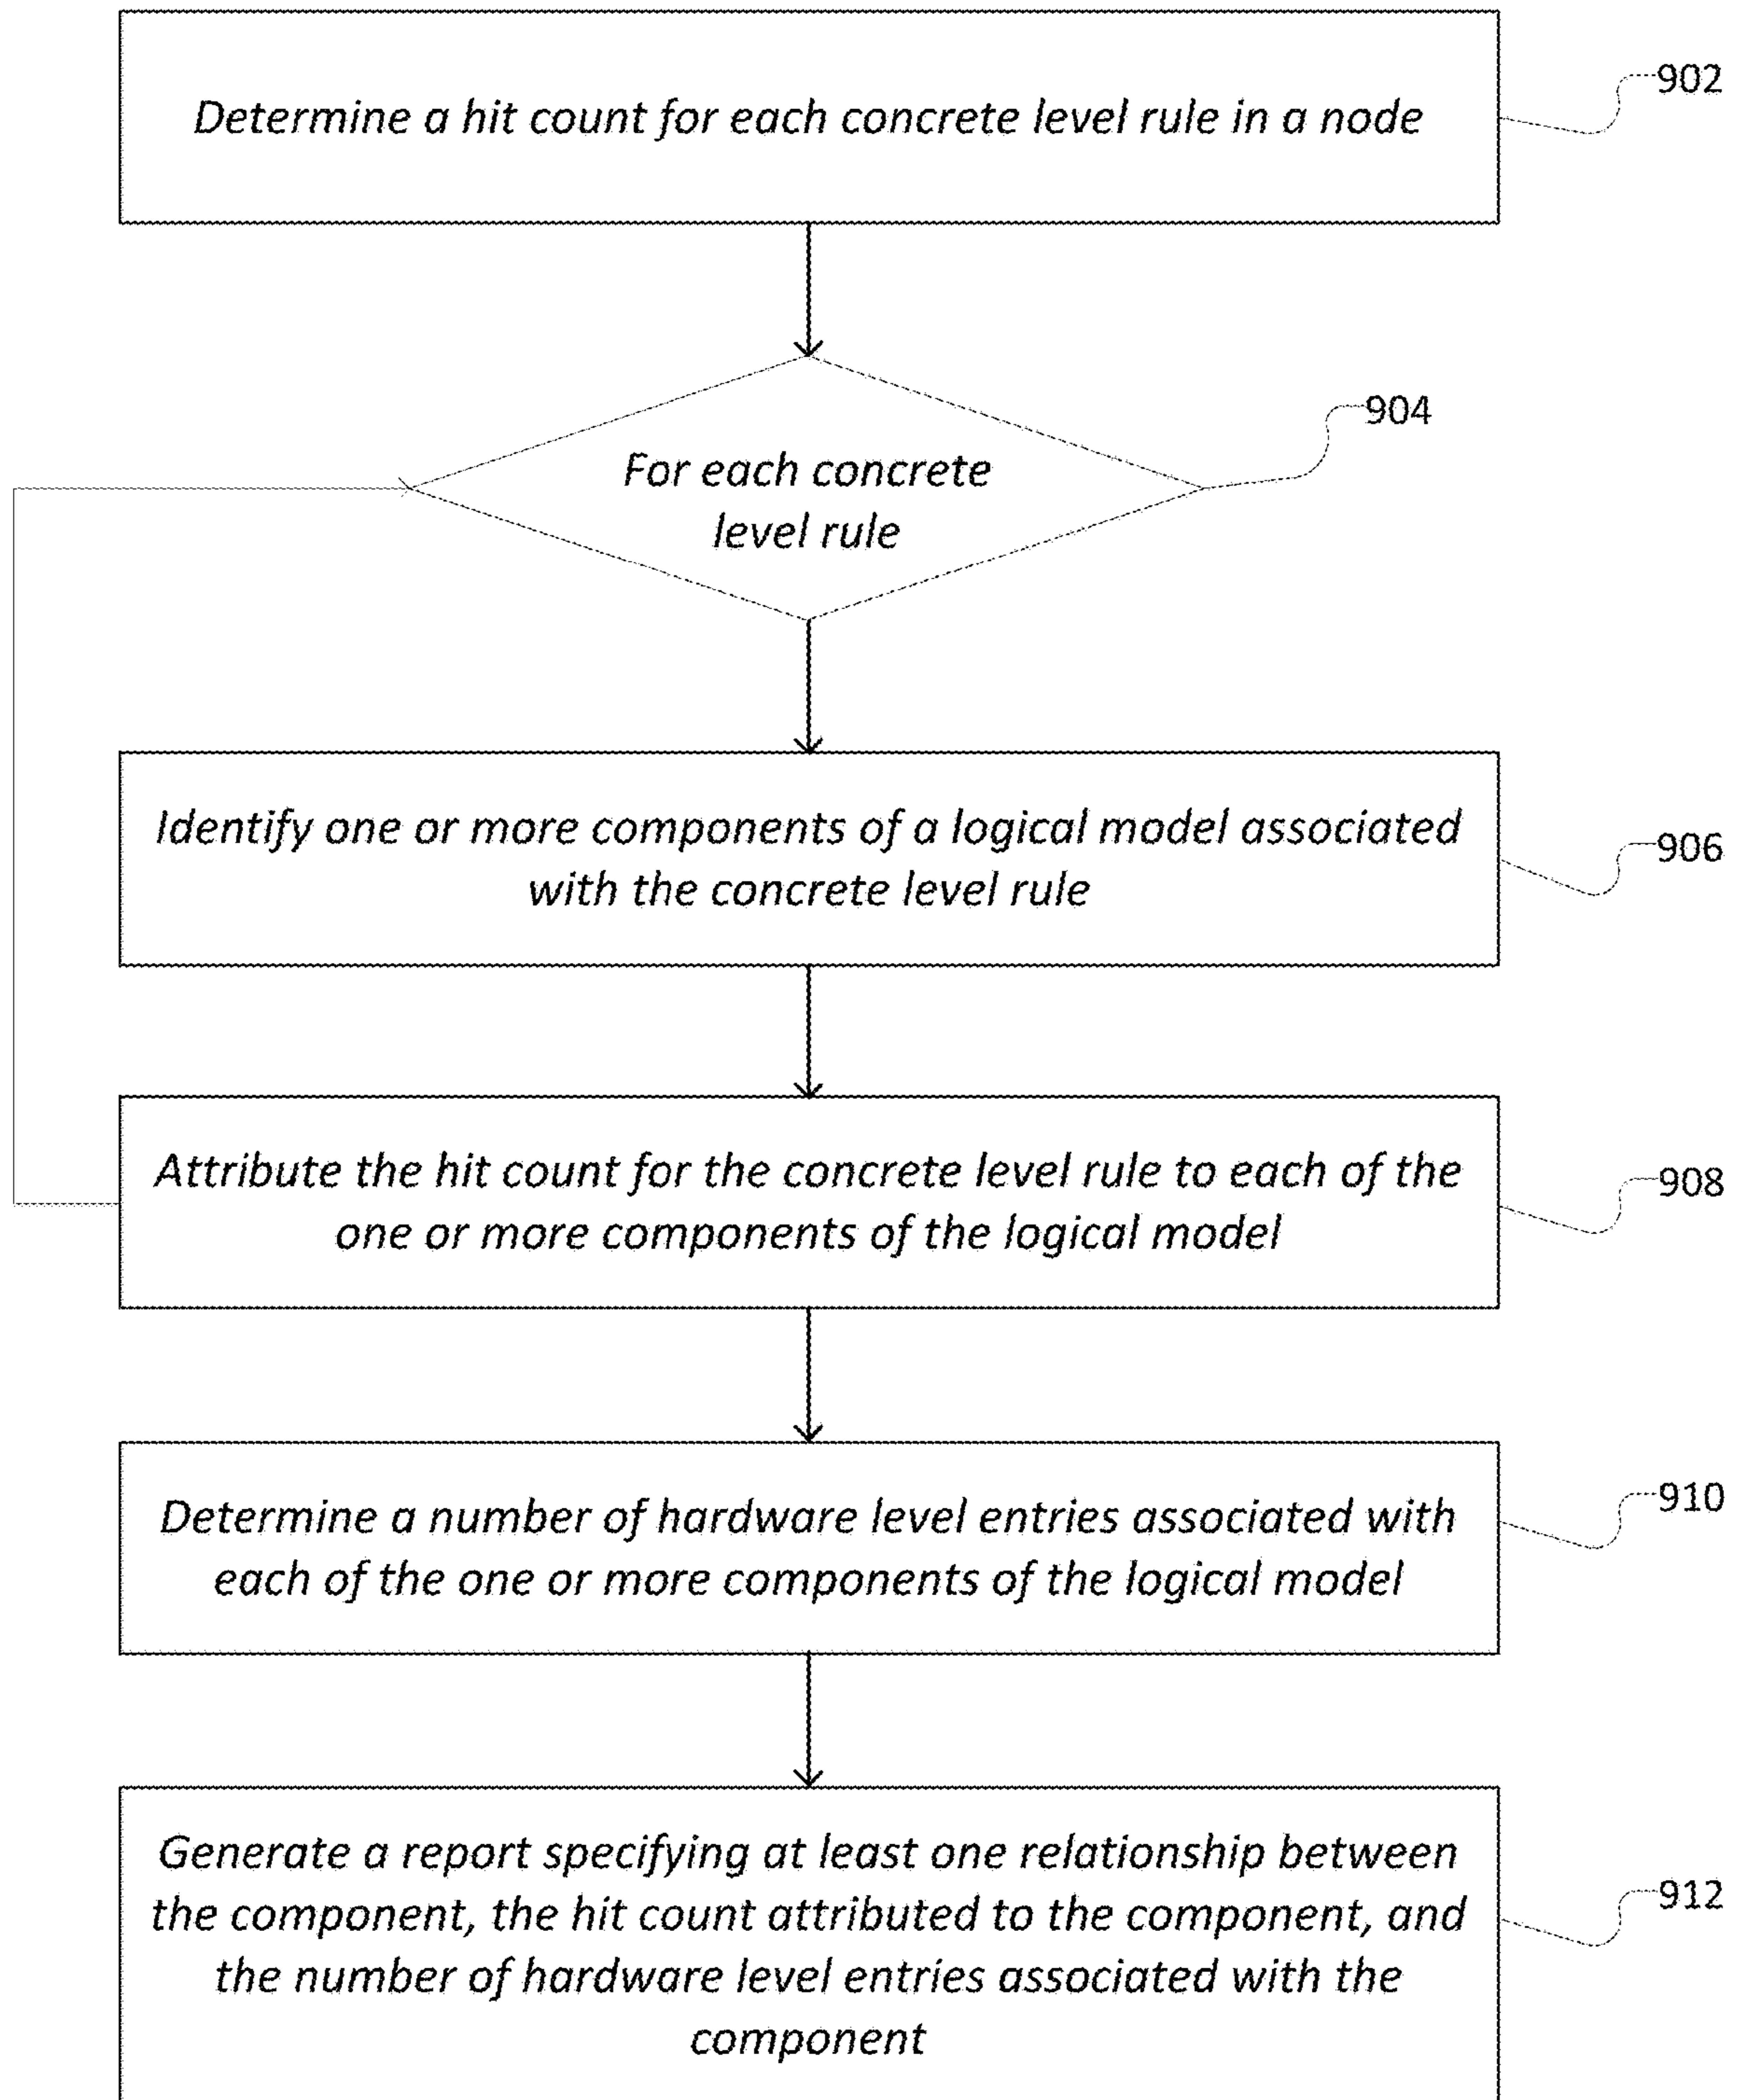 Determine a hit count for each concrete level rule in a node
902
For each concrete
level rule
904
Identify one or more components of a logical model associated
with the concrete level rule
906
Attribute the hit count for the concrete level rule to each of the
one or more components of the logical model
908
Determine a number of hardware level entries associated with
each of the one or more components of the logical model
910
Generate a report specifying at least one relationship between
the component, the hit count attributed to the component, and
the number of hardware level entries associated with the
component
912